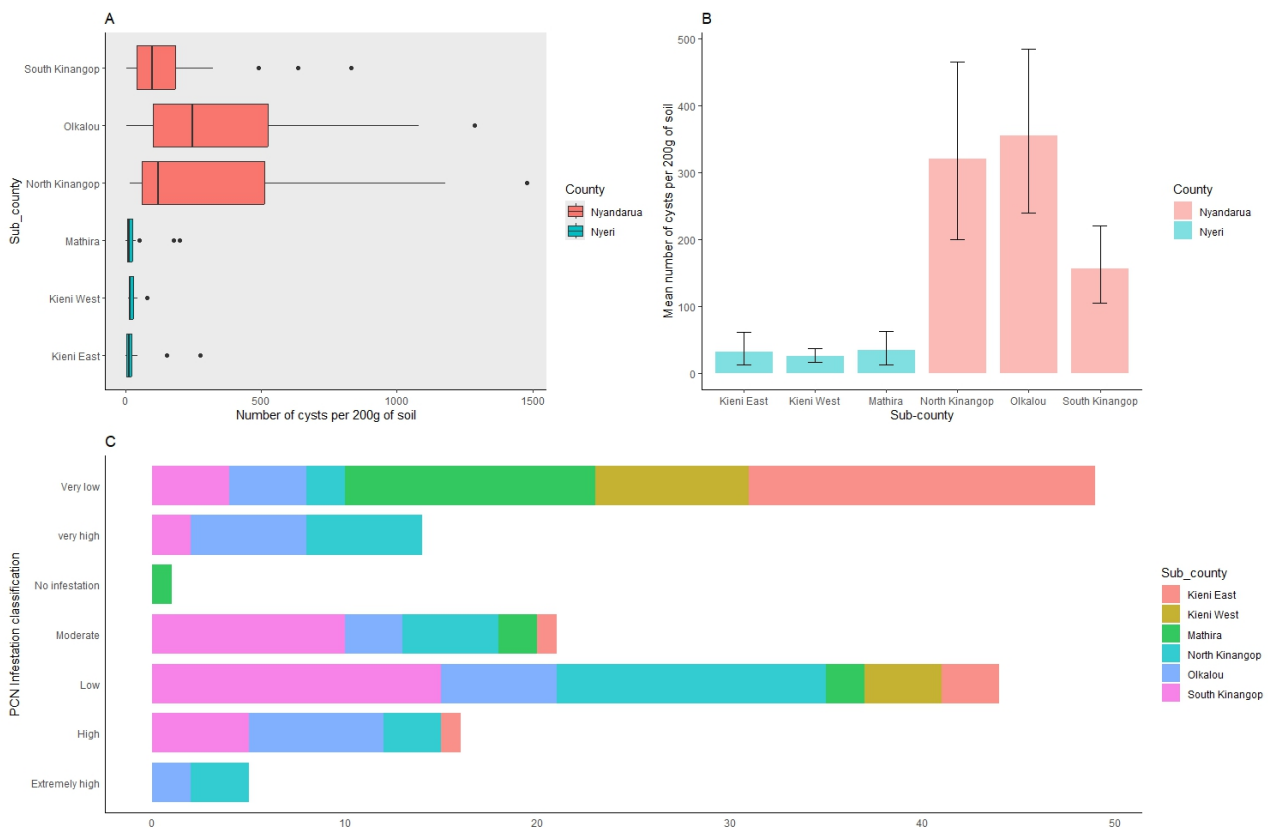 A
Sub_county
South Kinangop
Olkalou
North Kinangop
Mathira
Kieni West
Kieni East
0 500 1000 1500
Number of cysts per 200g of soil
County
Nyandarua
Nyeri
B
Mean number of cysts per 200g of soil
500
400
300
200
100
0
Kieni East Kieni West Mathira North Kinangop Olkalou South Kinangop
Sub-county
County
Nyandarua
Nyeri
C
PCN Infestation classification
Very low
very high
No infestation
Moderate
Low
High
Extremely high
0 10 20 30 40 50
Sub_county
Kieni East
Kieni West
Mathira
North Kinangop
Olkalou
South Kinangop